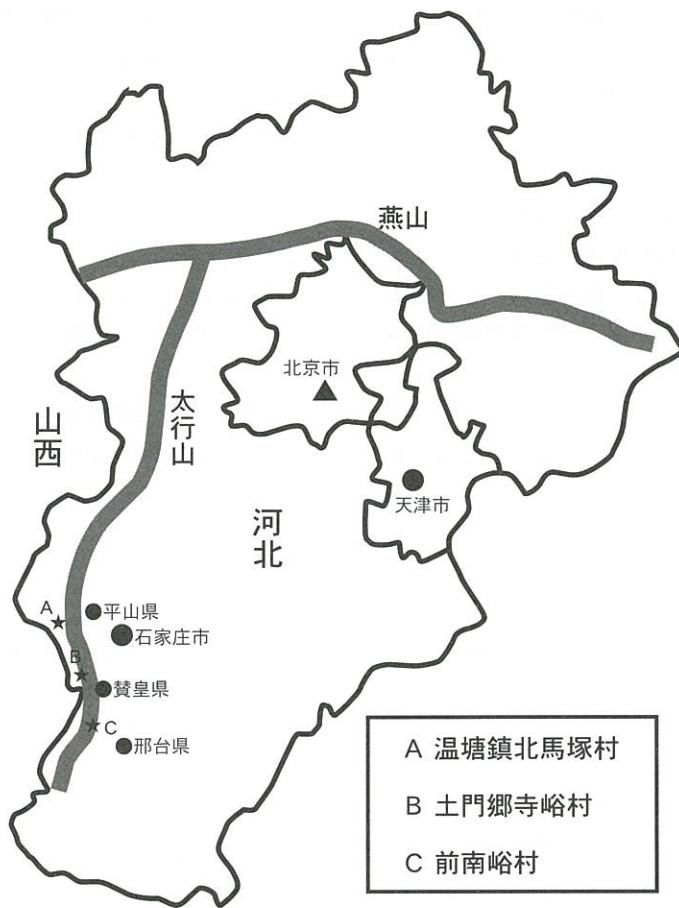 燕山
北京市
太行山
山西
天津市
河北
A
平山県
石家庄市
B
賛皇県
C
邢台県
A 温塘鎮北馬塚村
B 土門郷寺峪村
C 前南峪村